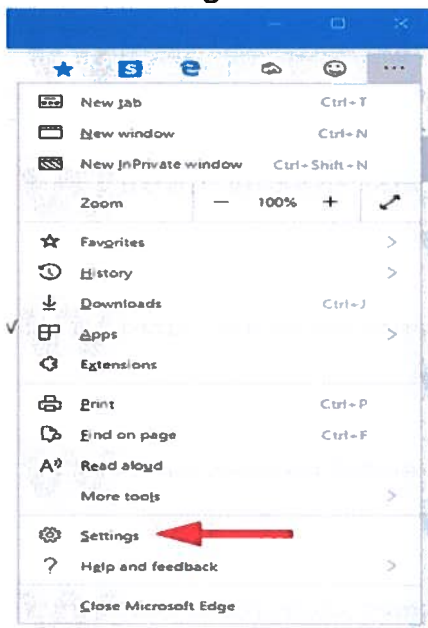 New tab Ctrl+T
New window Ctrl+N
New InPrivate window Ctrl+Shift+N
Zoom — 100% +
Favorites
History
Downloads Ctrl+J
Apps
Extensions
Print Ctrl+P
Find on page Ctrl+F
Read aloud
More tools
Settings
? Help and feedback
Close Microsoft Edge